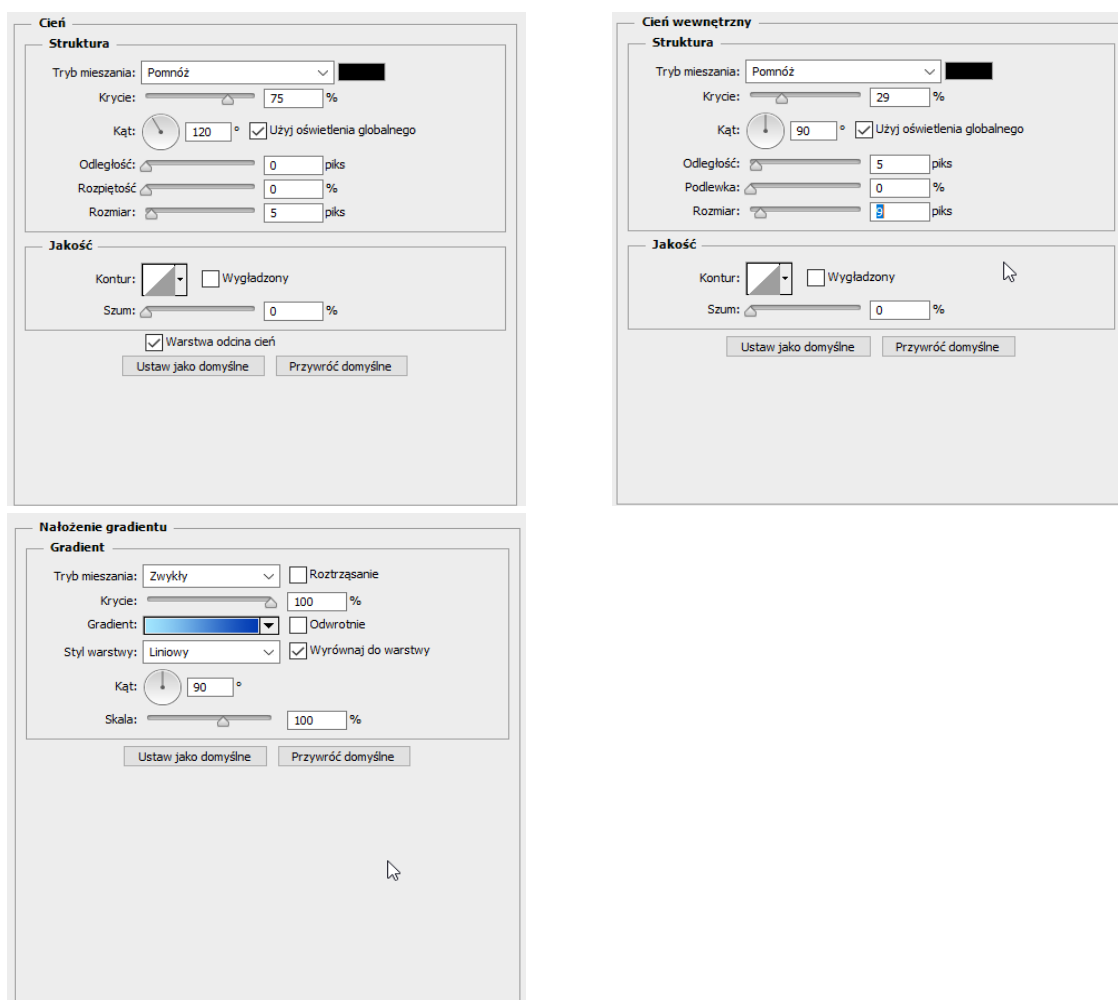 Cień
Struktura
Tryb mieszania: Pomnóż
Krycie: 75 %
Kąt: 120 ° Użyj oświetlenia globalnego
Odległość: 0 piks
Rozpiętość 0 %
Rozmiar: 5 piks
Jakość
Kontur: Wygładzony
Szum: 0 %
Warstwa odcina cień
Ustaw jako domyślne Przywróć domyślne
Cień wewnętrzny
Struktura
Tryb mieszania: Pomnóż
Krycie: 29 %
Kąt: 90 ° Użyj oświetlenia globalnego
Odległość: 5 piks
Podlewka: 0 %
Rozmiar: 9 piks
Jakość
Kontur: Wygładzony
Szum: 0 %
Ustaw jako domyślne Przywróć domyślne
Nałożenie gradientu
Gradient
Tryb mieszania: Zwykły Roztrząsanie
Krycie: 100 %
Gradient: Odwrotnie
Styl warstwy: Liniowy Wyrównaj do warstwy
Kąt: 90 °
Skala: 100 %
Ustaw jako domyślne Przywróć domyślne